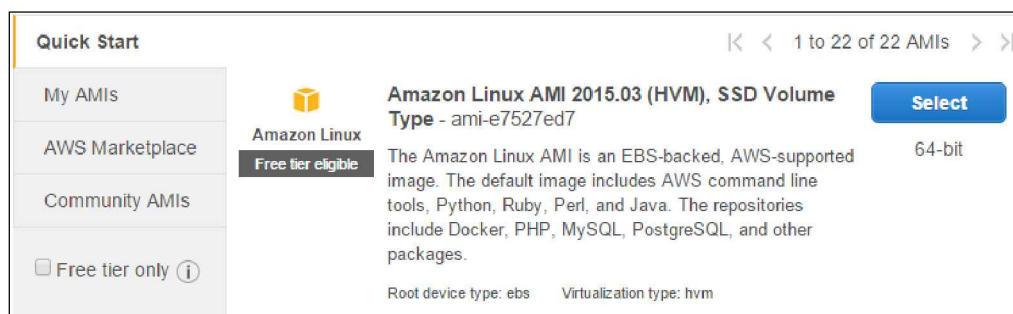 Quick Start
1 to 22 of 22 AMIs
My AMIs
AWS Marketplace
Community AMIs
Free tier only
Amazon Linux
Free tier eligible
Amazon Linux AMI 2015.03 (HVM), SSD Volume
Type - ami-e7527ed7
The Amazon Linux AMI is an EBS-backed, AWS-supported
image. The default image includes AWS command line
tools, Python, Ruby, Perl, and Java. The repositories
include Docker, PHP, MySQL, PostgreSQL, and other
packages.
Root device type: ebs Virtualization type: hvm
Select
64-bit